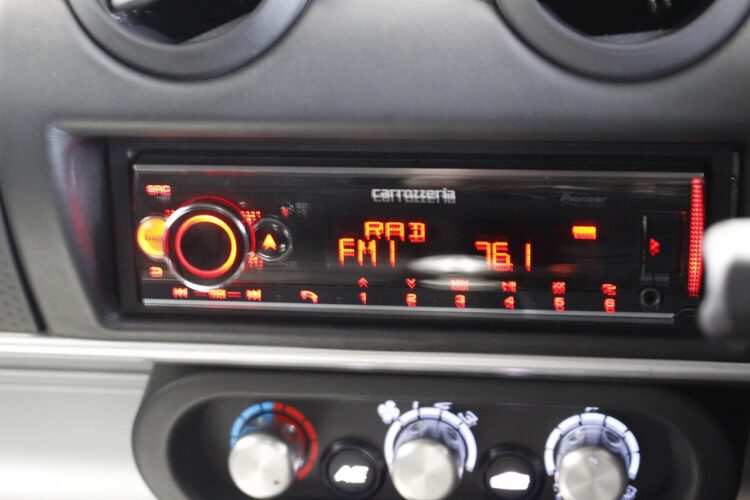 SRC
carrozzeria
Pioneer
RAD
FM1 76.1
1 2 3 4 5 6